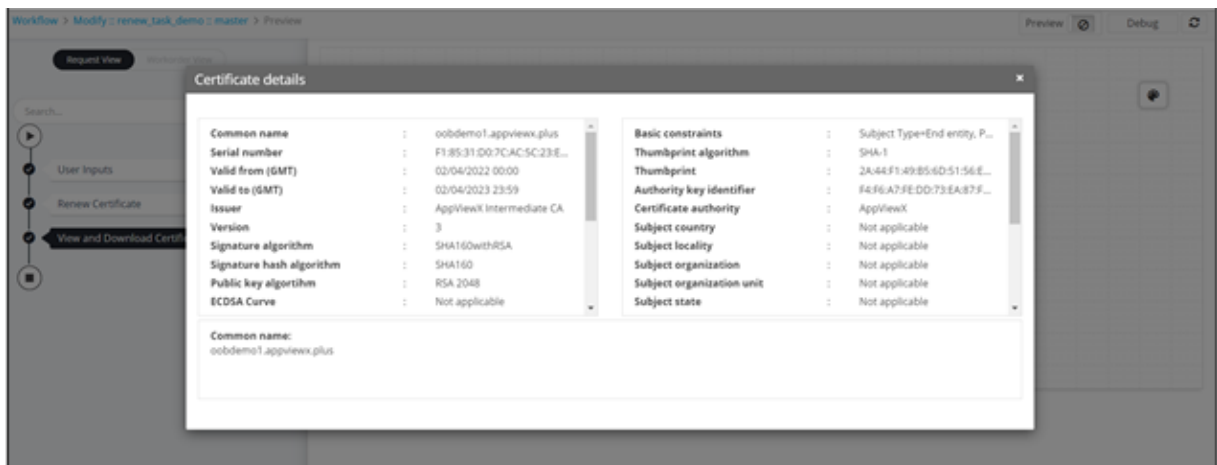 Workflow > Modify :: renew_task_demo :: master > Preview
Preview
Debug
Request View
Certificate details
×
Search...
User Inputs
Renew Certificate
View and Download Certifi
Common name : oobdemo1.appviewx.plus
Serial number : F1:85:31:D0:7C:AC:5C:23:E...
Valid from (GMT) : 02/04/2022 00:00
Valid to (GMT) : 02/04/2023 23:59
Issuer : AppViewX Intermediate CA
Version : 3
Signature algorithm : SHA160withRSA
Signature hash algorithm : SHA160
Public key algortihm : RSA 2048
ECDSA Curve : Not applicable
Basic constraints : Subject Type=End entity, P...
Thumbprint algorithm : SHA-1
Thumbprint : 2A:44:F1:49:B5:6D:51:56:E...
Authority key identifier : F4:F6:A7:FE:DD:73:EA:87:F...
Certificate authority : AppViewX
Subject country : Not applicable
Subject locality : Not applicable
Subject organization : Not applicable
Subject organization unit : Not applicable
Subject state : Not applicable
Common name:
oobdemo1.appviewx.plus